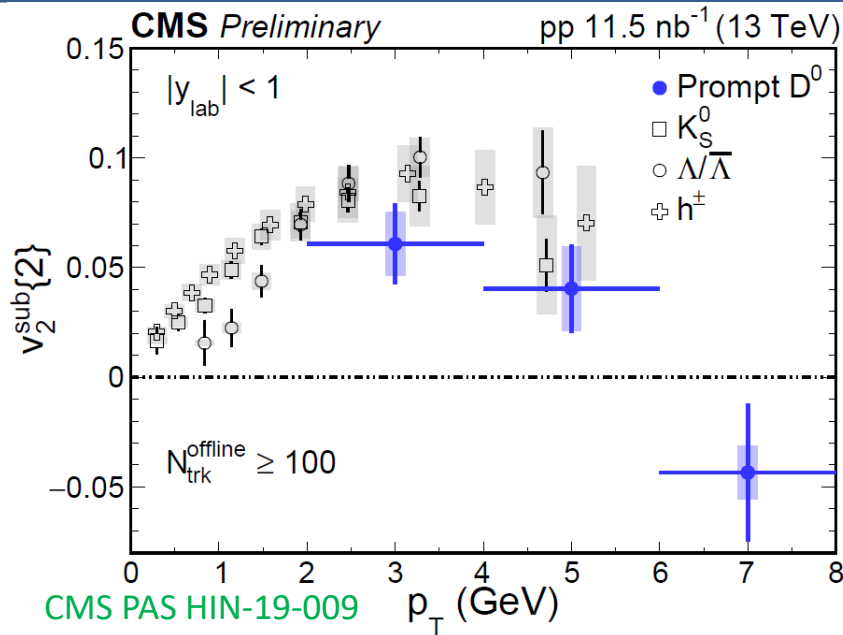 CMS Preliminary pp 11.5 nb⁻¹ (13 TeV)
0.15
|y_lab| < 1
Prompt D⁰
K⁰_S
Λ/Λ̅
h±
0.1
0.05
0
−0.05
v₂^sub{2}
N_trk^offline ≥ 100
0 1 2 3 4 5 6 7 8
CMS PAS HIN-19-009 p_T (GeV)